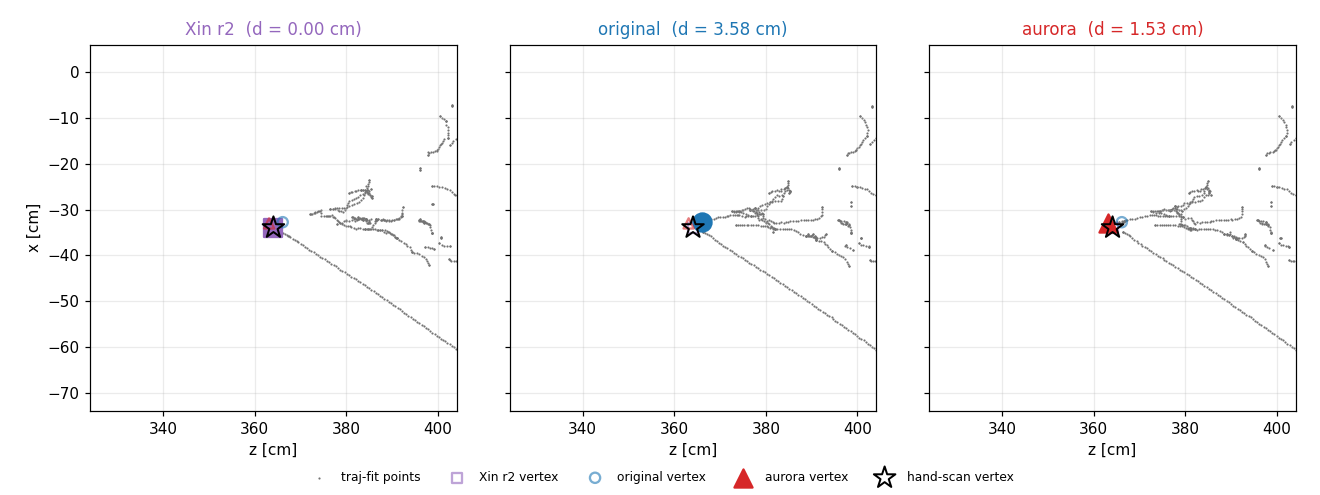 Xin r2  (d = 0.00 cm)
original  (d = 3.58 cm)
aurora  (d = 1.53 cm)
0
−10
−20
−30
−40
−50
−60
−70
x [cm]
340 360 380 400
340 360 380 400
340 360 380 400
z [cm]
z [cm]
z [cm]
traj-fit points
Xin r2 vertex
original vertex
aurora vertex
hand-scan vertex